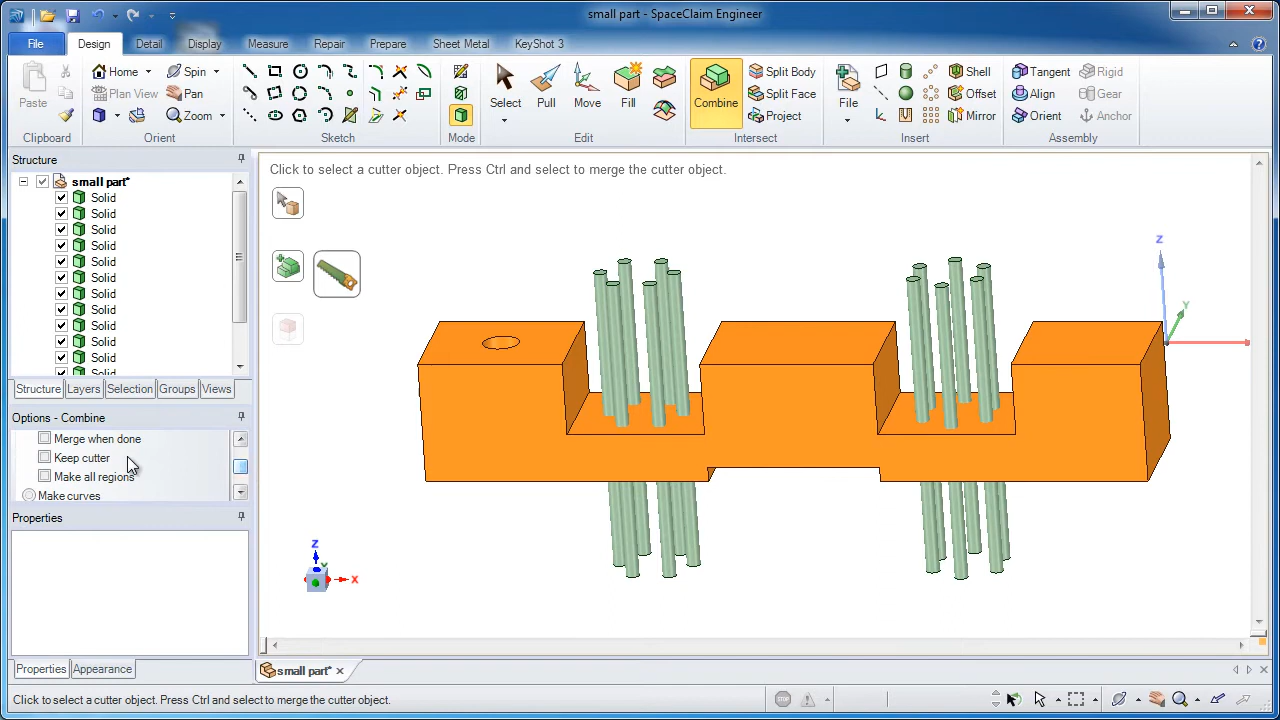 small part - SpaceClaim Engineer
File Design Detail Display Measure Repair Prepare Sheet Metal KeyShot 3
Paste
Home Spin
Plan View Pan
Zoom
Select Pull Move Fill
Combine
Split Body
Split Face
Project
File
Shell
Offset
Mirror
Tangent Rigid
Align Gear
Orient Anchor
Clipboard Orient Sketch Mode Edit Intersect Insert Assembly
Structure
small part*
Solid
Solid
Solid
Solid
Solid
Solid
Solid
Solid
Solid
Solid
Solid
Solid
Structure Layers Selection Groups Views
Options - Combine
Merge when done
Keep cutter
Make all regions
Make curves
Properties
Properties Appearance
Click to select a cutter object. Press Ctrl and select to merge the cutter object.
Z
Y
Z
Y
X
small part*
Click to select a cutter object. Press Ctrl and select to merge the cutter object.